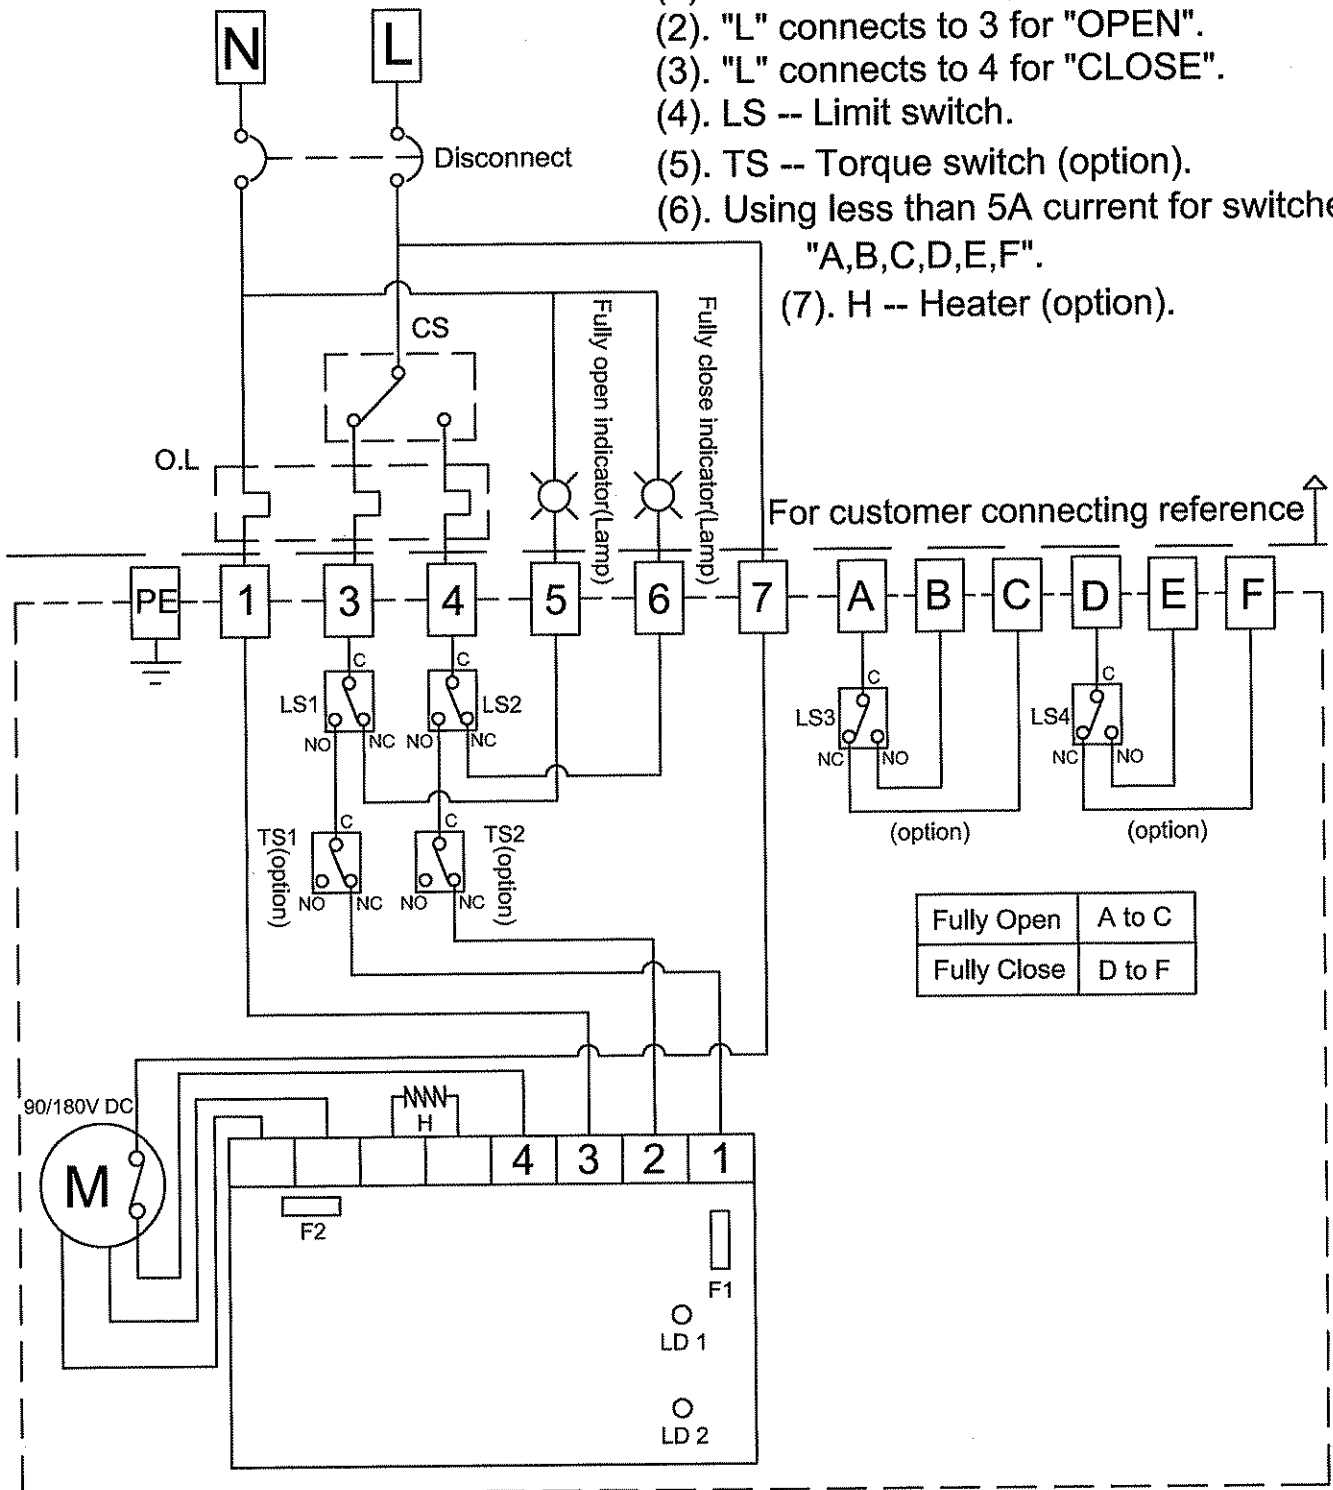 N
L
(2). "L" connects to 3 for "OPEN".
(3). "L" connects to 4 for "CLOSE".
(4). LS -- Limit switch.
(5). TS -- Torque switch (option).
(6). Using less than 5A current for switche
"A,B,C,D,E,F".
(7). H -- Heater (option).
Disconnect
CS
Fully open indicator(Lamp)
Fully close indicator(Lamp)
O.L
For customer connecting reference
PE 1 3 4 5 6 7 A B C D E F
C C C C
LS1 LS2 LS3 LS4
NO NC NO NC NC NO NC NO
(option) (option)
C C
TS1 (option)
TS2 (option)
NO NC NO NC
Fully Open A to C
Fully Close D to F
90/180V DC
M
H
4 3 2 1
F2
F1
LD 1
LD 2